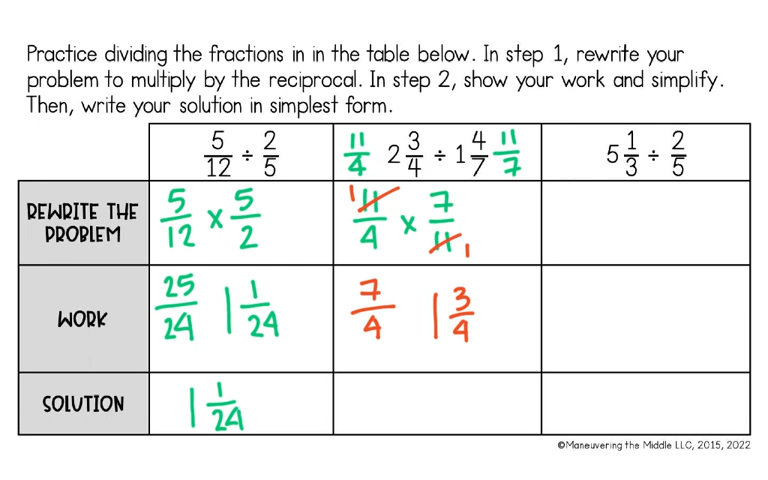 Practice dividing the fractions in in the table below. In step 1, rewrite your
problem to multiply by the reciprocal. In step 2, show your work and simplify.
Then, write your solution in simplest form.
5/12 ÷ 2/5
11/4 2 3/4 ÷ 1 4/7 11/7
5 1/3 ÷ 2/5
REWRITE THE
PROBLEM
5/12 x 5/2
1 11/4 x 7/11 1
WORK
25/24 1 1/24
7/4 1 3/4
SOLUTION
1 1/24
©Maneuvering the Middle LLC, 2015, 2022